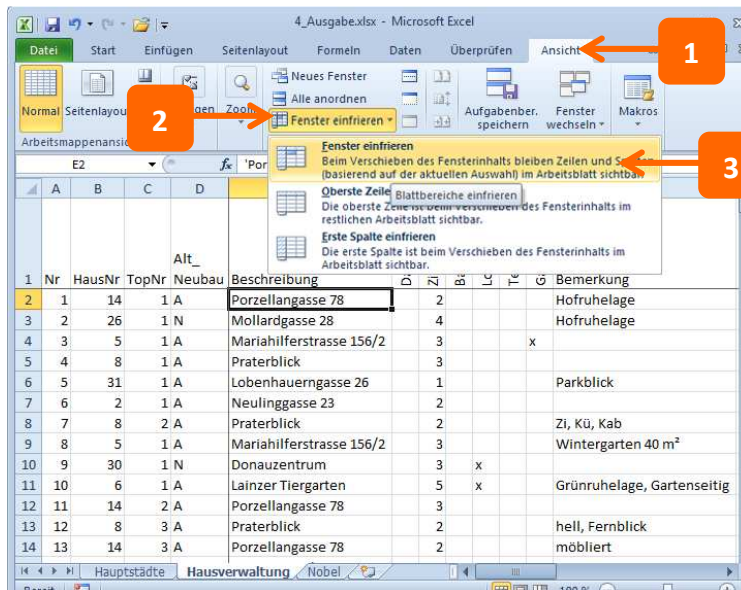 4_Ausgabe.xlsx - Microsoft Excel
Datei Start Einfügen Seitenlayout Formeln Daten Überprüfen Ansicht
1
Neues Fenster
Alle anordnen
Fenster einfrieren
Normal Seitenlayou Zoom Aufgabenber. speichern Fenster wechseln Makros
2
Arbeitsmappenansic
Fenster einfrieren
Beim Verschieben des Fensterinhalts bleiben Zeilen und
(basierend auf der aktuellen Auswahl) im Arbeitsblatt sichtbar.
3
Oberste Zeile
Blattbereiche einfrieren
Die oberste Zeile ist beim Verschieben des Fensterinhalts im
restlichen Arbeitsblatt sichtbar.
Erste Spalte einfrieren
Die erste Spalte ist beim Verschieben des Fensterinhalts im
Arbeitsblatt sichtbar.
E2 fx 'Por
A B C D
1 Nr HausNr TopNr Alt_ Neubau Beschreibung Bemerkung
2 1 14 1 A Porzellangasse 78 2 Hofruhelage
3 2 26 1 N Mollardgasse 28 4 Hofruhelage
4 3 5 1 A Mariahilferstrasse 156/2 3 x
5 4 8 1 A Praterblick 3
6 5 31 1 A Lobenhauerngasse 26 1 Parkblick
7 6 2 1 A Neulinggasse 23 2
8 7 8 2 A Praterblick 2 Zi, Kü, Kab
9 8 5 1 A Mariahilferstrasse 156/2 3 Wintergarten 40 m²
10 9 30 1 N Donauzentrum 3 x
11 10 6 1 A Lainzer Tiergarten 5 x Grünruhelage, Gartenseitig
12 11 14 2 A Porzellangasse 78 3
13 12 8 3 A Praterblick 2 hell, Fernblick
14 13 14 3 A Porzellangasse 78 2 möbliert
Hauptstädte Hausverwaltung Nobel